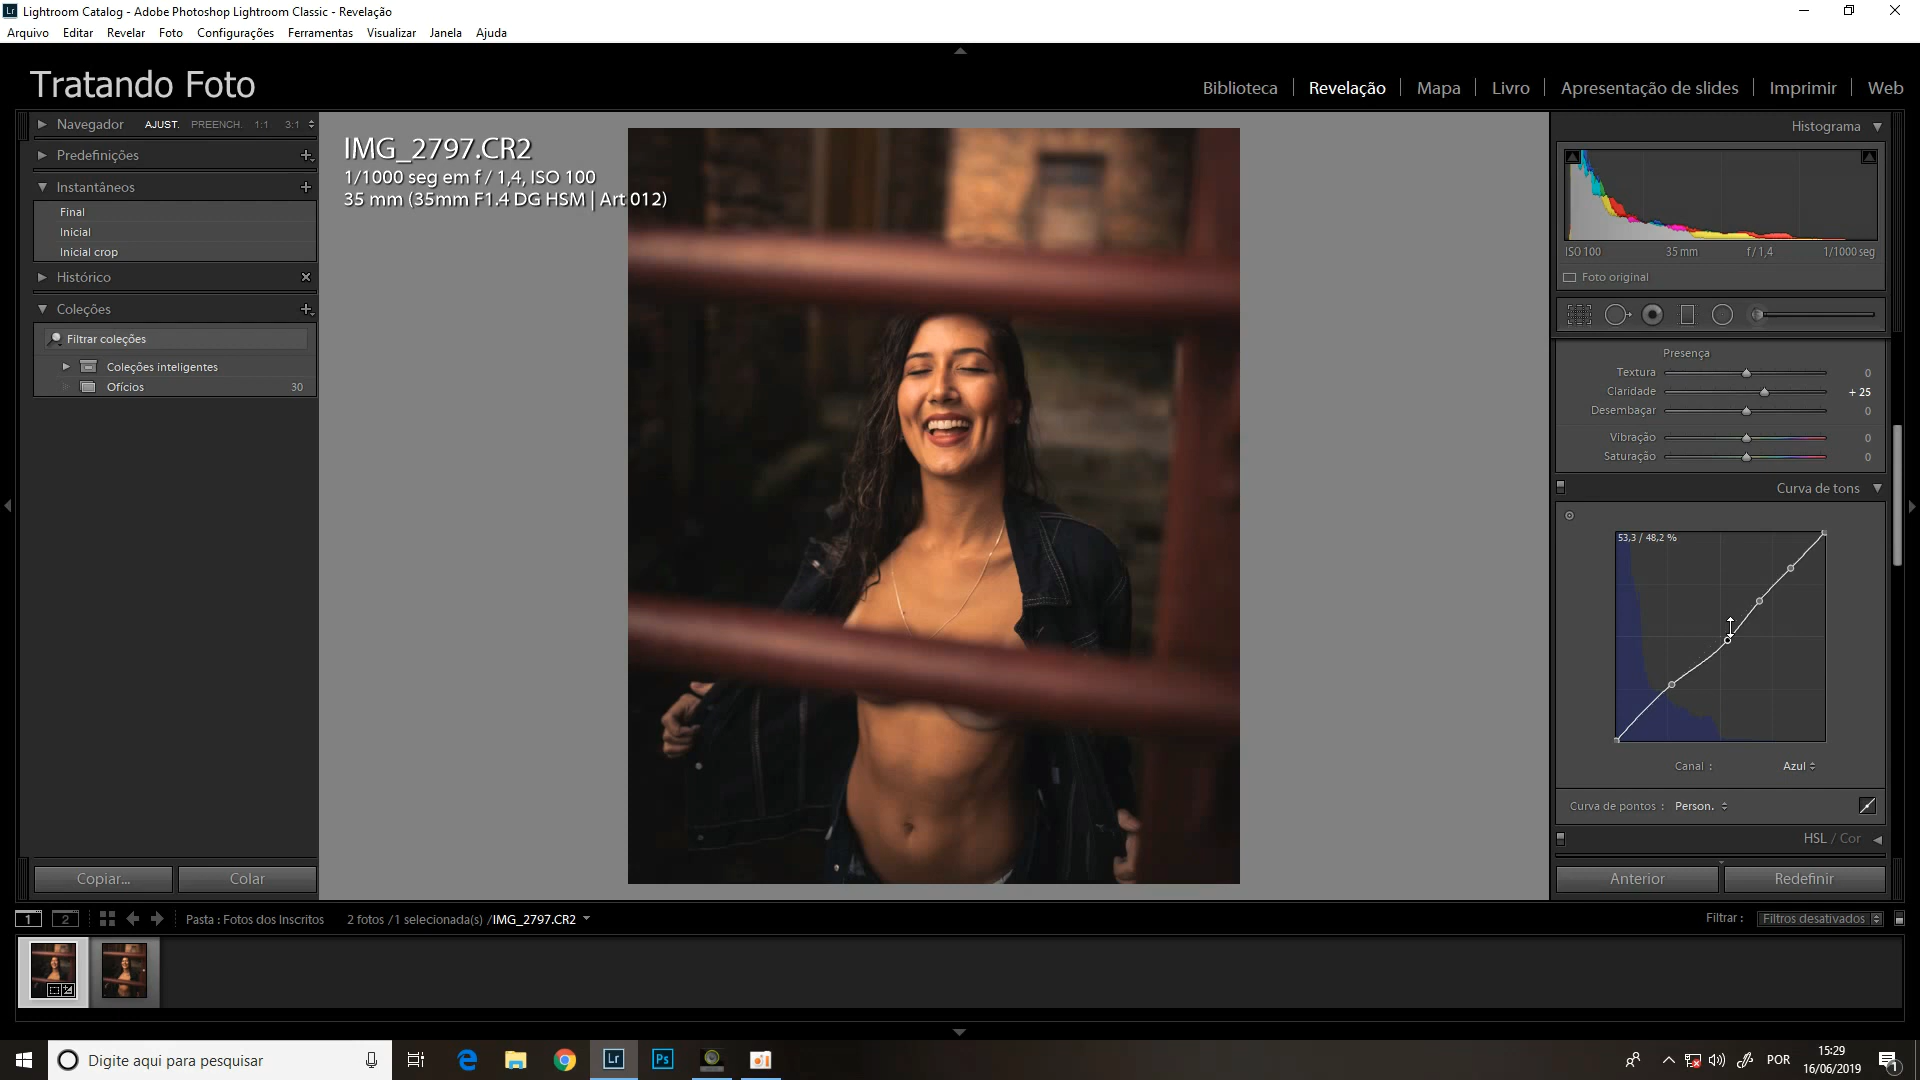 Lightroom Catalog - Adobe Photoshop Lightroom Classic - Revelação
Arquivo Editar Revelar Foto Configurações Ferramentas Visualizar Janela Ajuda
Tratando Foto
Biblioteca Revelação Mapa Livro Apresentação de slides Imprimir Web
Navegador AJUST. PREENCH. 1:1 3:1
Predefinições
Instantâneos
Final
Inicial
Inicial crop
Histórico
Coleções
Filtrar coleções
Coleções inteligentes
Ofícios 30
Copiar... Colar
IMG_2797.CR2
1/1000 seg em f / 1,4, ISO 100
35 mm (35mm F1.4 DG HSM | Art 012)
Histograma
ISO 100 35 mm f / 1,4 1/1000 seg
Foto original
Presença
Textura 0
Claridade + 25
Desembaçar 0
Vibração 0
Saturação 0
Curva de tons
53,3 / 48,2 %
Canal : Azul
Curva de pontos : Person.
HSL / Cor
Anterior Redefinir
1 2 Pasta : Fotos dos Inscritos 2 fotos /1 selecionada(s) /IMG_2797.CR2 Filtrar : Filtros desativados
Digite aqui para pesquisar
Lr Ps
POR
15:29
16/06/2019
1